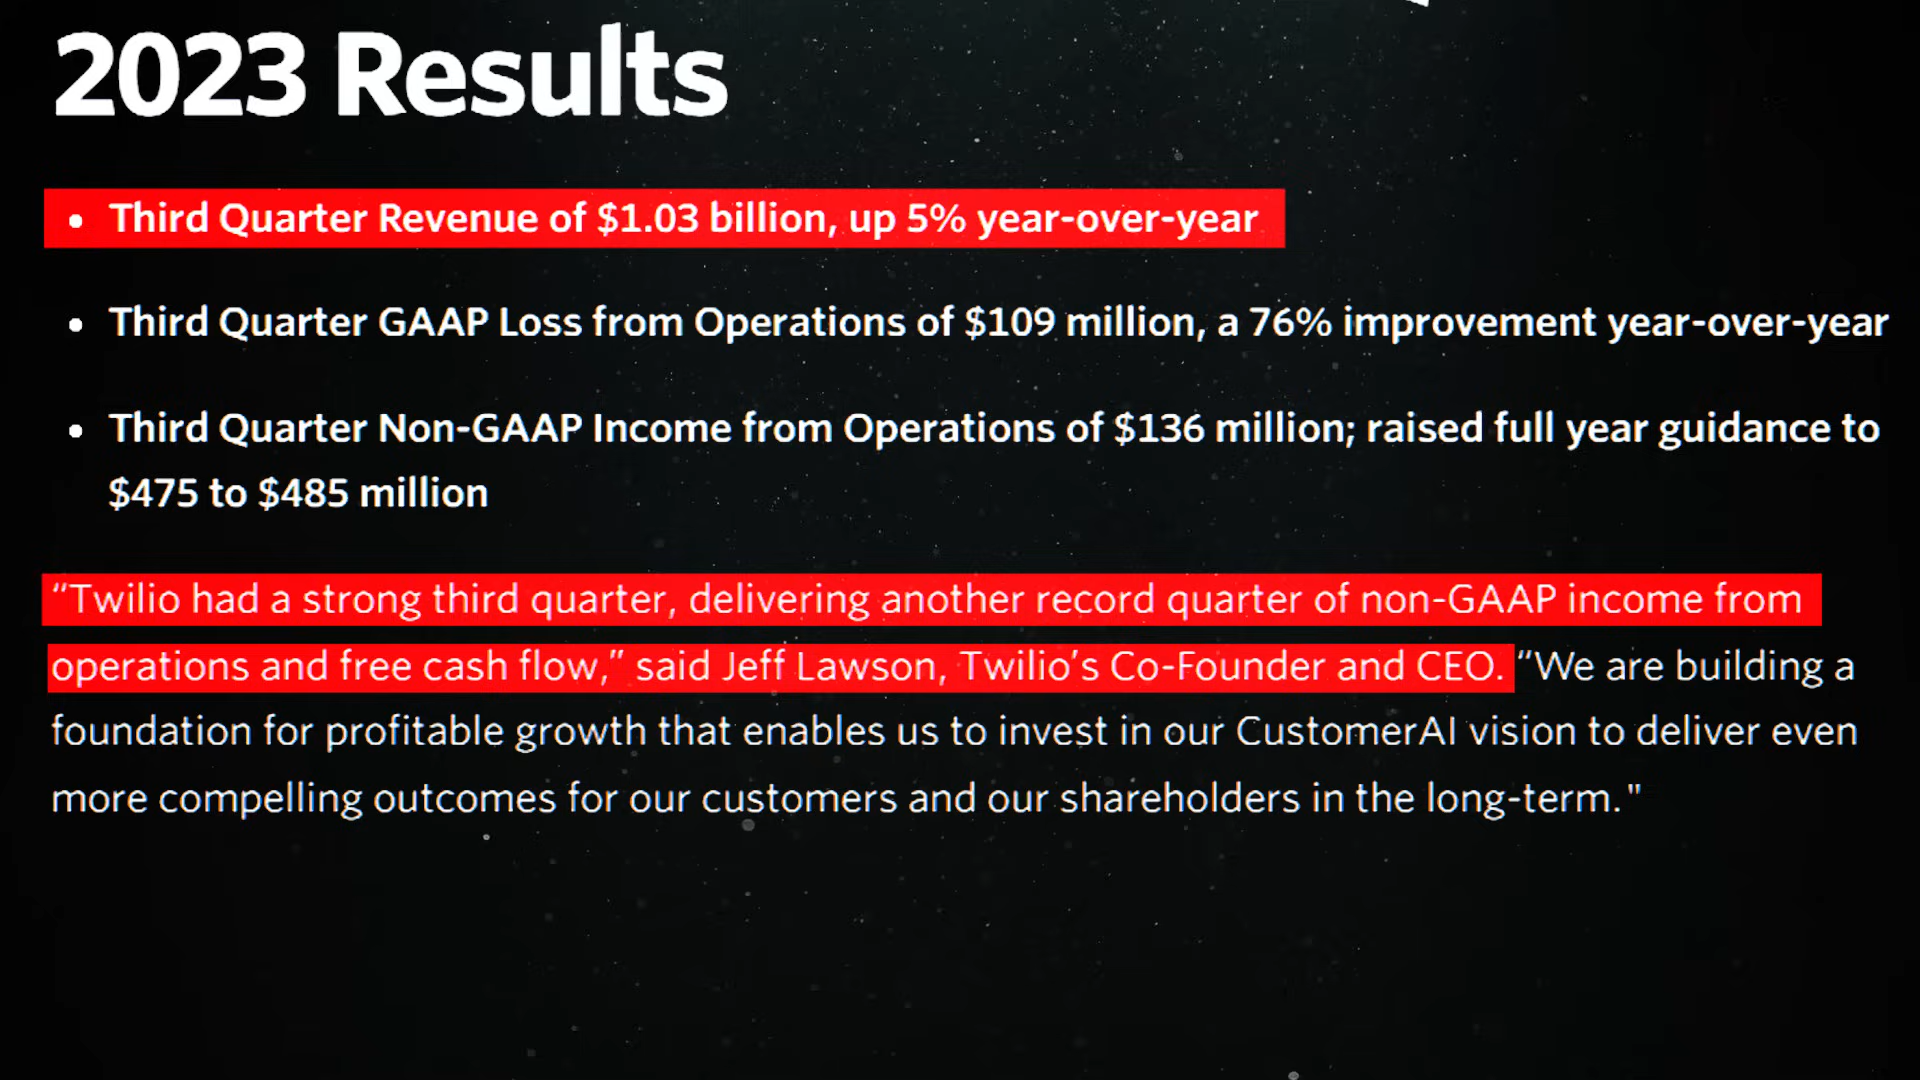 2023 Results
• Third Quarter Revenue of $1.03 billion, up 5% year-over-year
• Third Quarter GAAP Loss from Operations of $109 million, a 76% improvement year-over-year
• Third Quarter Non-GAAP Income from Operations of $136 million; raised full year guidance to
$475 to $485 million
“Twilio had a strong third quarter, delivering another record quarter of non-GAAP income from
operations and free cash flow,” said Jeff Lawson, Twilio’s Co-Founder and CEO. “We are building a
foundation for profitable growth that enables us to invest in our CustomerAI vision to deliver even
more compelling outcomes for our customers and our shareholders in the long-term."